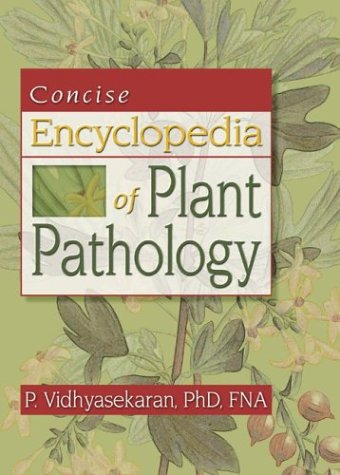 Concise
Encyclopedia
of Plant
Pathology
P. Vidhyasekaran, PhD, FNA